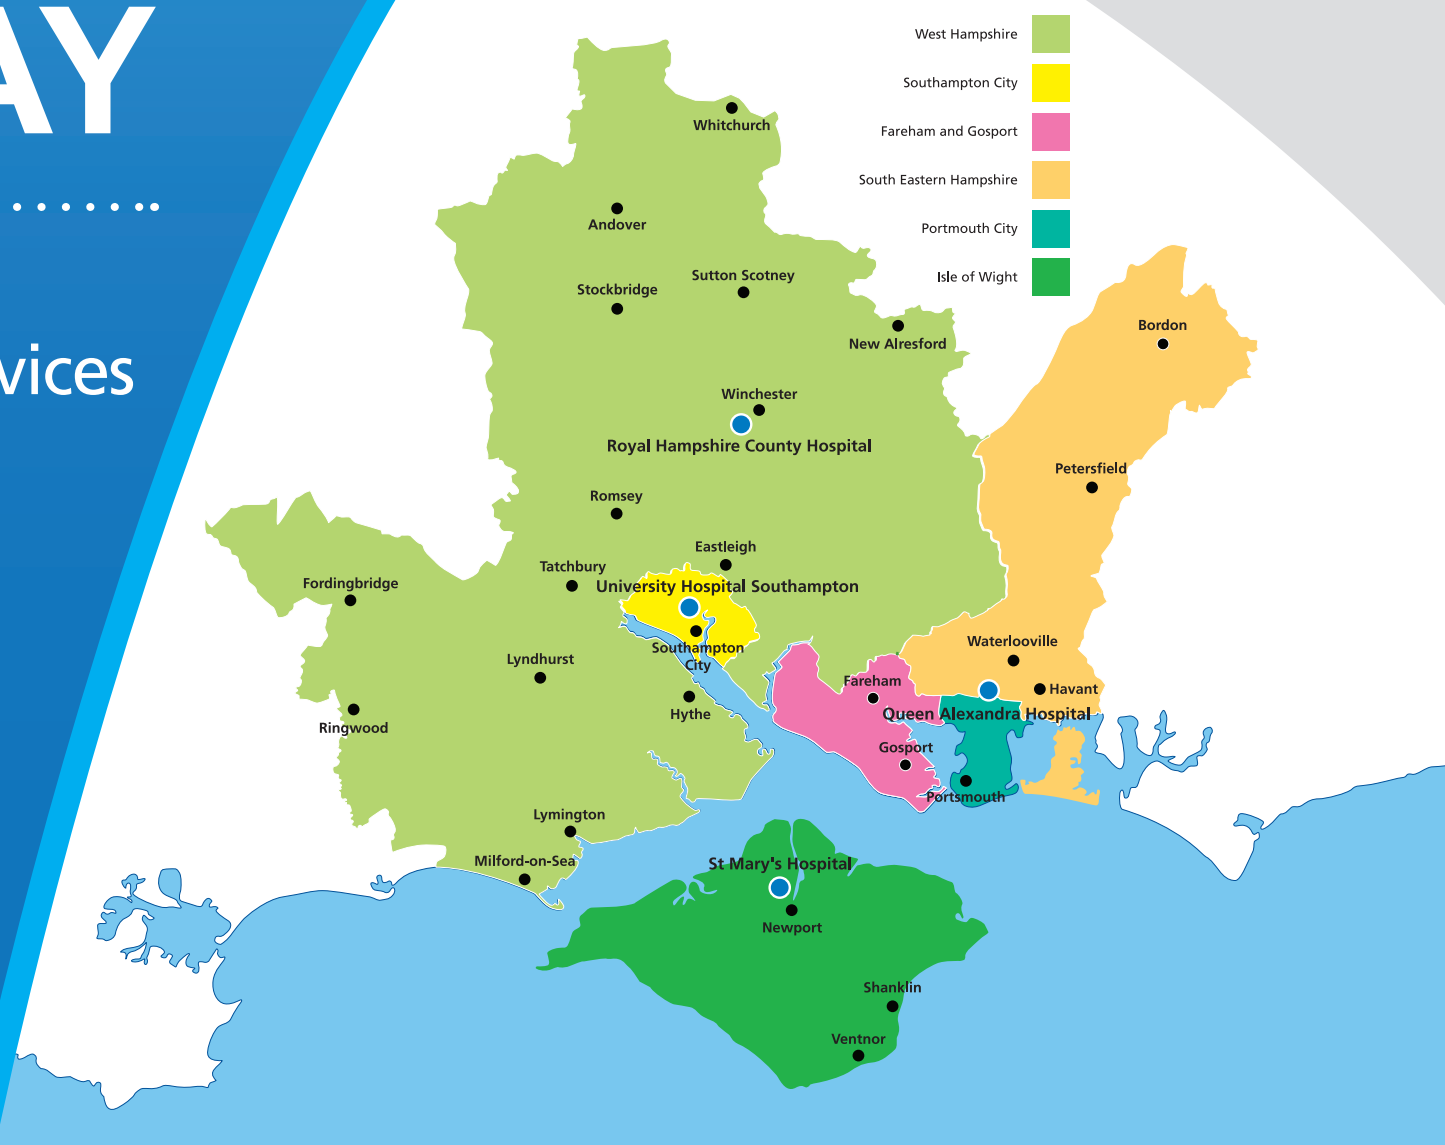 AY
vices
West Hampshire
Southampton City
Fareham and Gosport
South Eastern Hampshire
Portmouth City
Isle of Wight
Whitchurch
Andover
Sutton Scotney
Stockbridge
New Alresford
Bordon
Winchester
Royal Hampshire County Hospital
Petersfield
Romsey
Eastleigh
Tatchbury
University Hospital Southampton
Fordingbridge
Southampton
City
Waterlooville
Lyndhurst
Fareham
Havant
Hythe
Queen Alexandra Hospital
Ringwood
Gosport
Portsmouth
Lymington
Milford-on-Sea
St Mary's Hospital
Newport
Shanklin
Ventnor